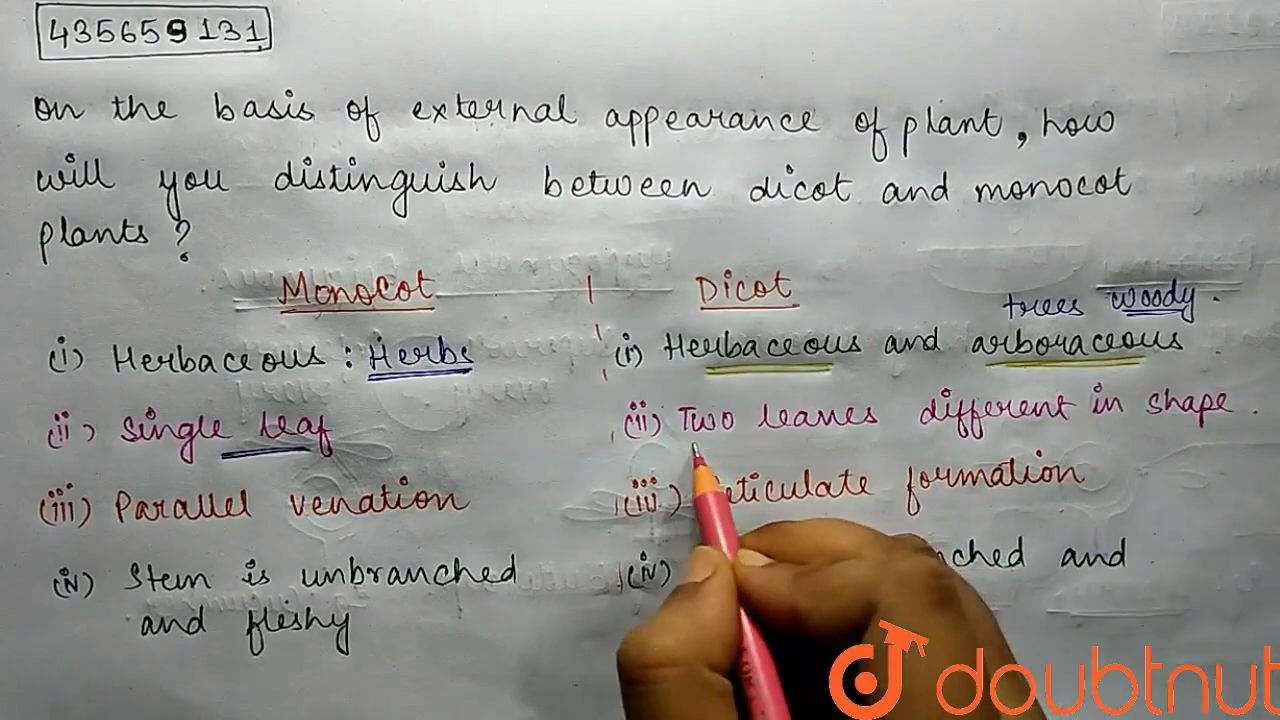 435659131
on the basis of external appearance of plant, how
will you distinguish between dicot and monocot
plants?
Monocot
(i) Herbaceous : Herbs
(ii) Single leaf
(iii) Parallel venation
(iv) Stem is unbranched
and fleshy
Dicot
trees woody.
(i) Herbaceous and arboraceous
(ii) Two leaves different in shape.
(iii) Reticulate formation
(iv) and
doubtnut